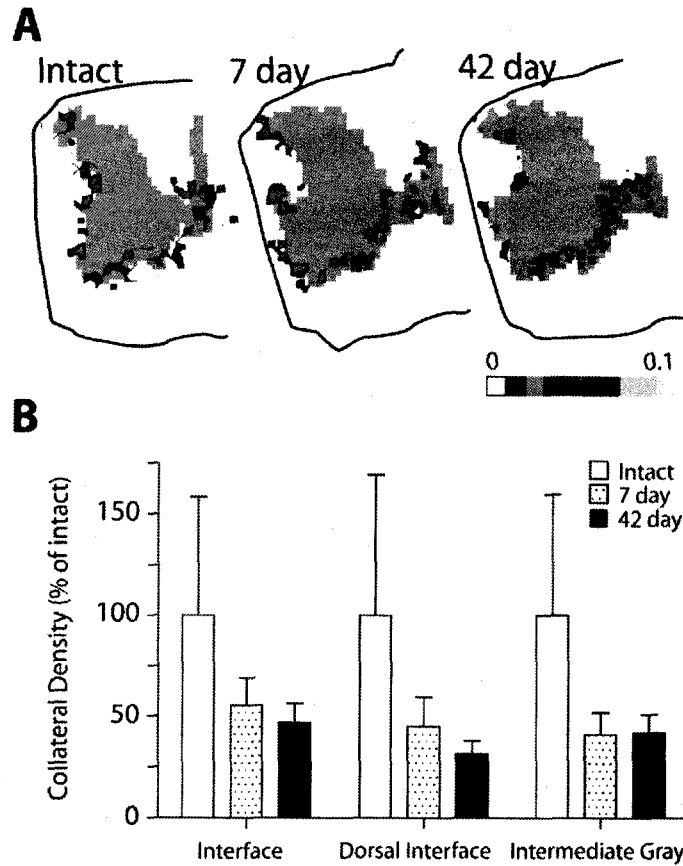 A
Intact
7 day
42 day
0
0.1
B
Collateral Density (% of intact)
150
100
50
0
Intact
7 day
42 day
Interface
Dorsal Interface
Intermediate Gray